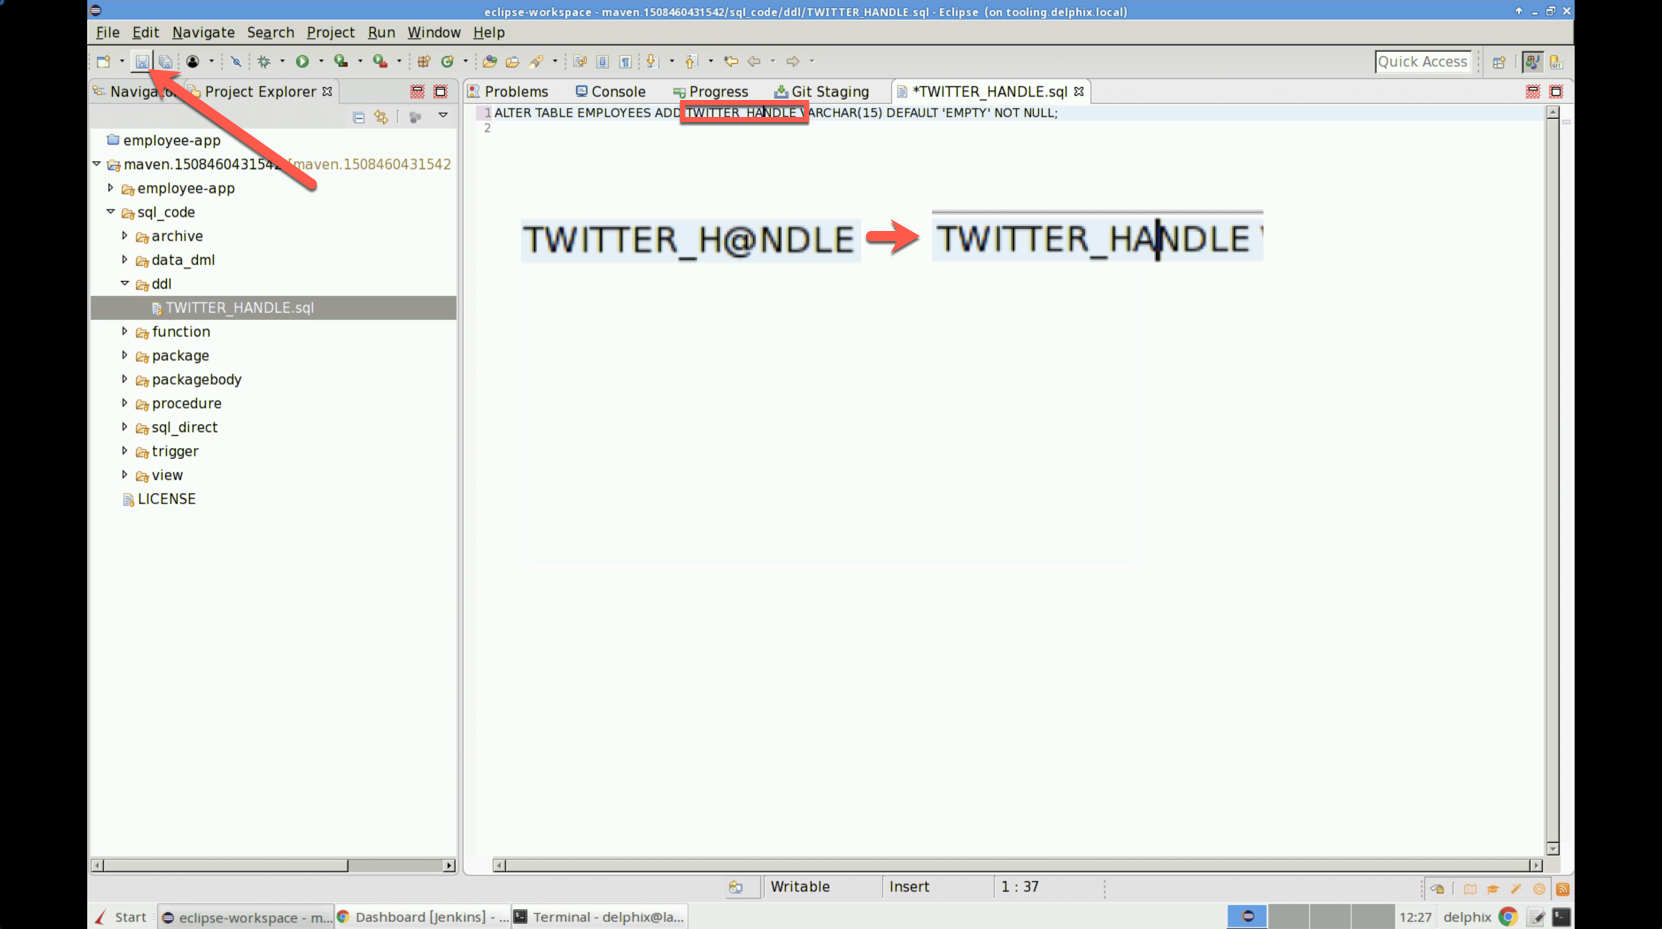 eclipse-workspace - maven.1508460431542/sql_code/ddl/TWITTER_HANDLE.sql - Eclipse (on tooling.delphix.local)
File Edit Navigate Search Project Run Window Help
Quick Access
Project Explorer
Problems Console Progress Git Staging *TWITTER_HANDLE.sql
1 ALTER TABLE EMPLOYEES ADD TWITTER_HANDLE VARCHAR(15) DEFAULT 'EMPTY' NOT NULL;
2
employee-app
maven.1508460431542 maven.1508460431542
employee-app
sql_code
archive
data_dml
ddl
TWITTER_HANDLE.sql
function
package
packagebody
procedure
sql_direct
trigger
view
LICENSE
TWITTER_H@NDLE TWITTER_HANDLE
Writable Insert 1 : 37
Start eclipse-workspace - m... Dashboard [Jenkins] - ... Terminal - delphix@la... 12:27 delphix